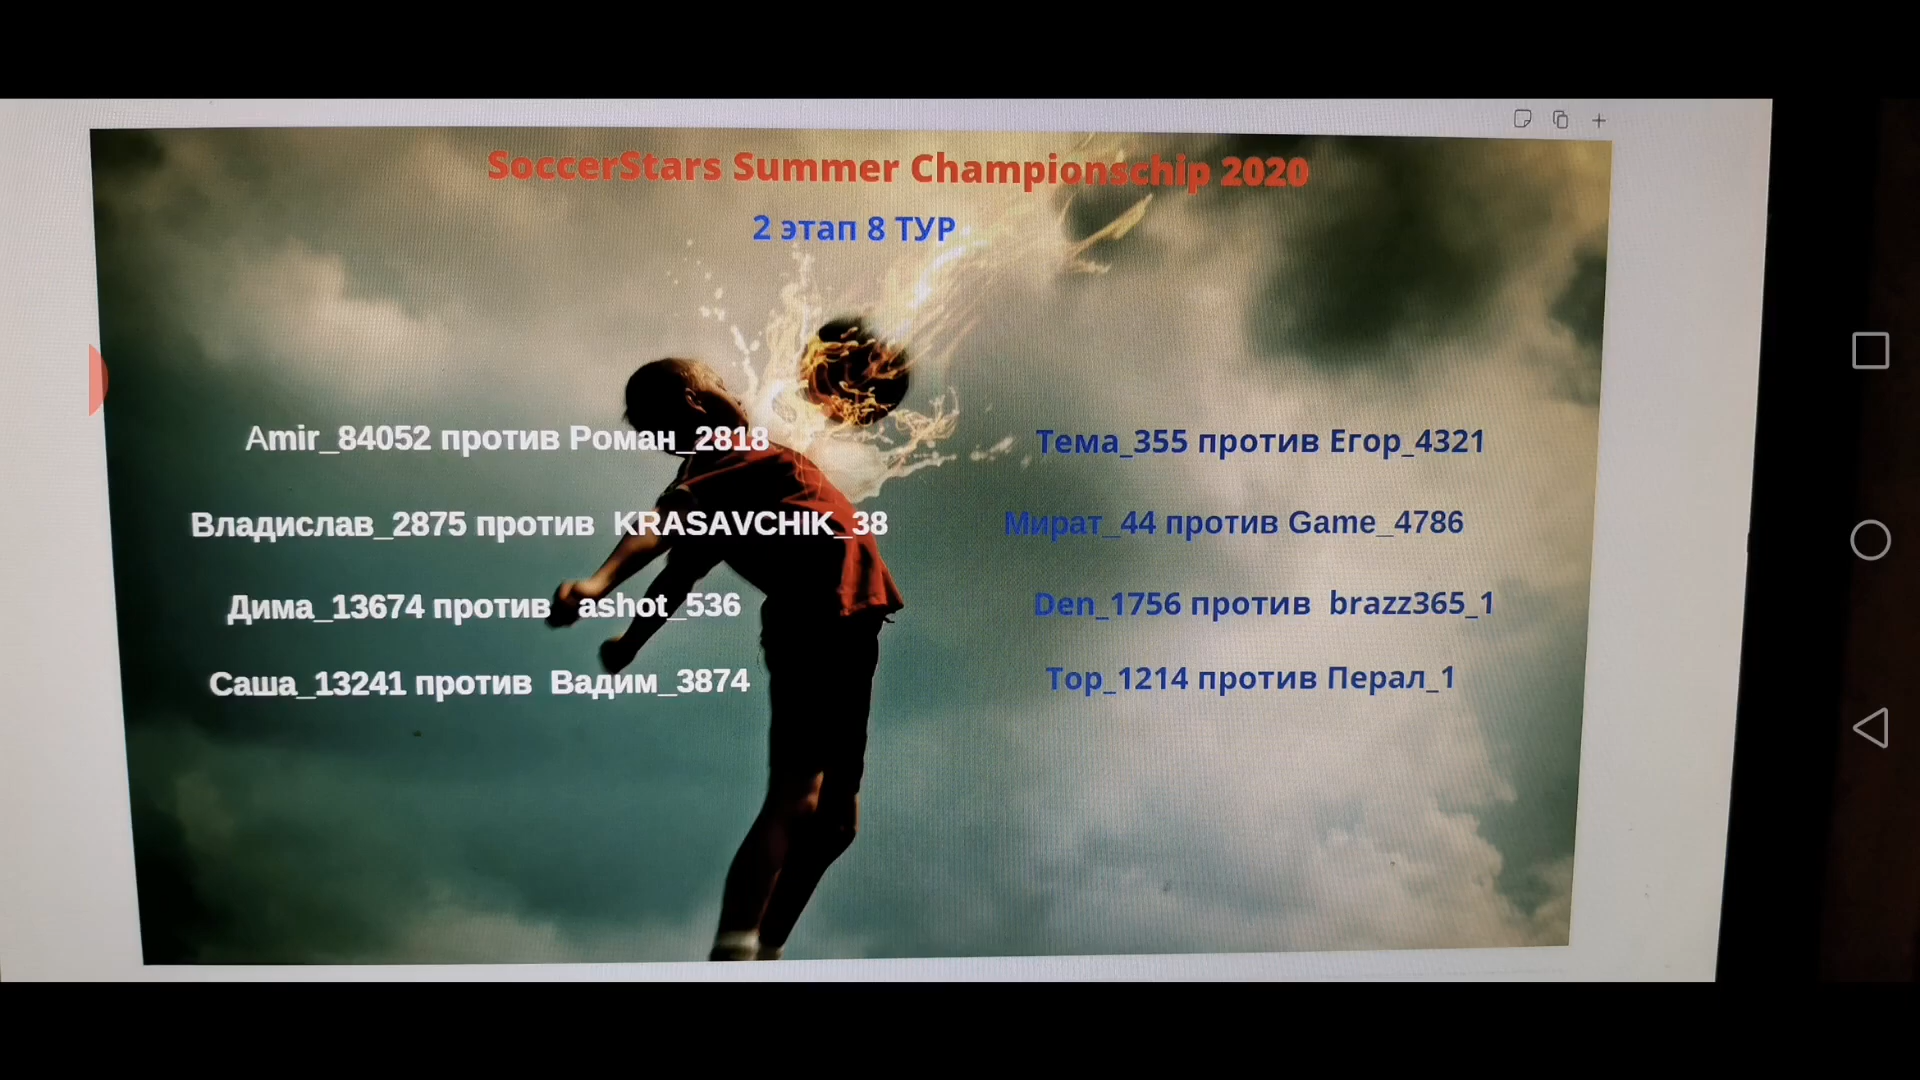 SoccerStars Summer Championschip 2020
2 этап 8 ТУР
Amir_84052 против Роман_2818
Владислав_2875 против KRASAVCHIK_38
Дима_13674 против ashot_536
Саша_13241 против Вадим_3874
Тема_355 против Егор_4321
Мират_44 против Game_4786
Den_1756 против brazz365_1
Тор_1214 против Перал_1